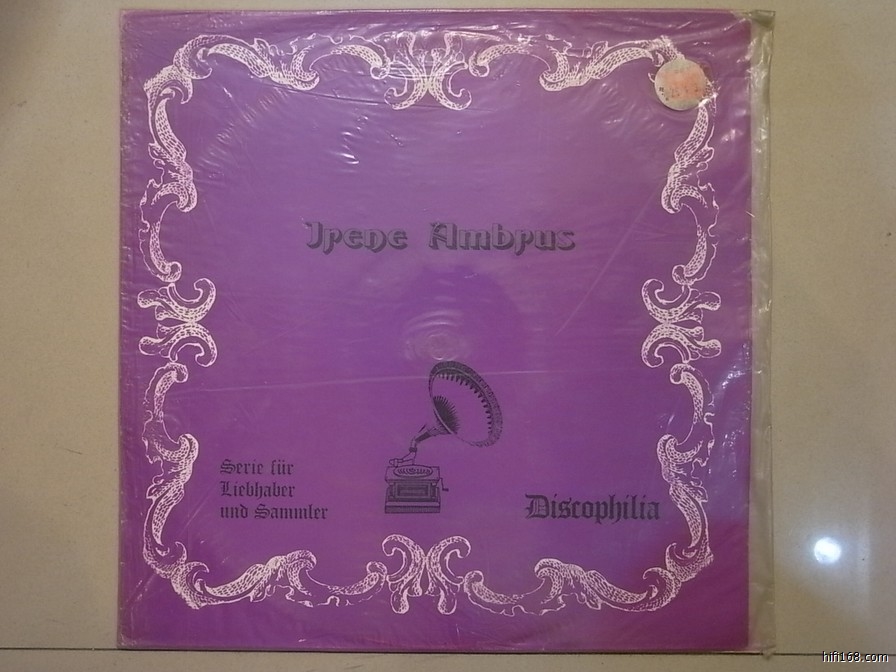 Irene Ambrus
Serie für
Liebhaber
und Sammler
Discophilia
hifi168.com